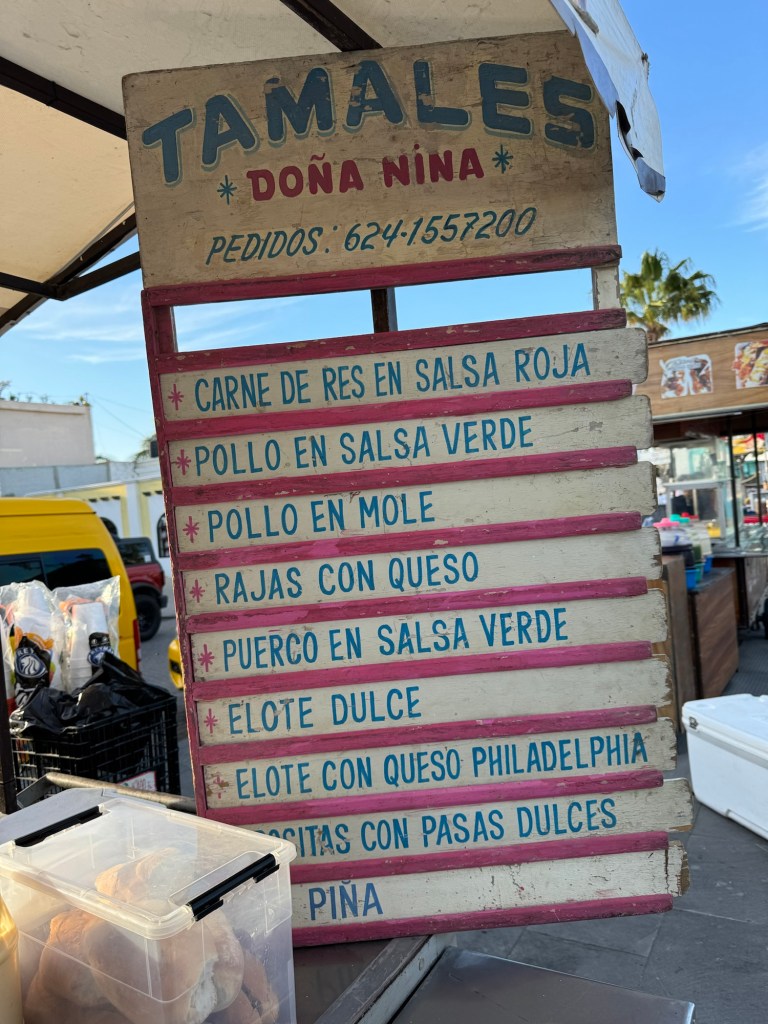 TAMALES
DOÑA NINA
PEDIDOS: 624-1557200
CARNE DE RES EN SALSA ROJA
POLLO EN SALSA VERDE
POLLO EN MOLE
RAJAS CON QUESO
PUERCO EN SALSA VERDE
ELOTE DULCE
ELOTE CON QUESO PHILADELPHIA
CON PASAS DULCES
PIÑA